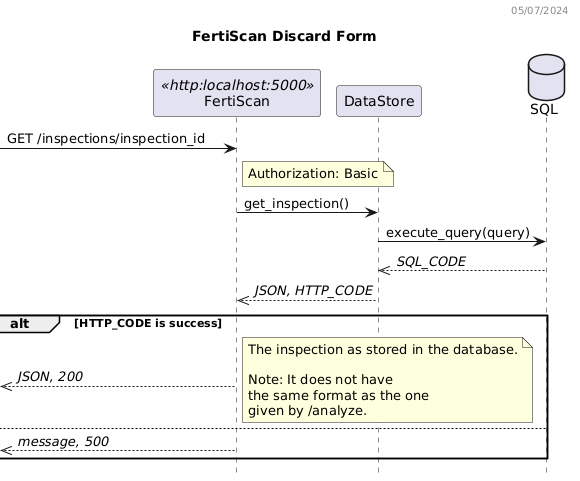 05/07/2024
FertiScan Discard Form
«http:localhost:5000»
FertiScan
DataStore
SQL
GET /inspections/inspection_id
Authorization: Basic
get_inspection()
execute_query(query)
SQL_CODE
JSON, HTTP_CODE
alt [HTTP_CODE is success]
The inspection as stored in the database.
Note: It does not have
the same format as the one
given by /analyze.
JSON, 200
message, 500